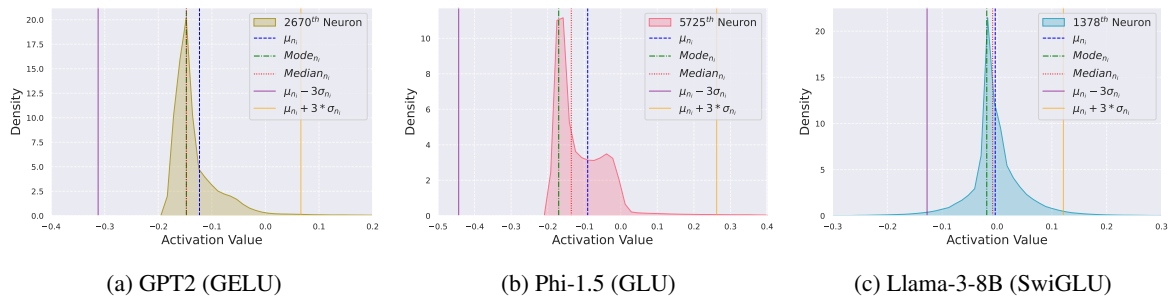 20.0
17.5
15.0
12.5
10.0
7.5
5.0
2.5
0.0
Density
−0.4 −0.3 −0.2 −0.1 0.0 0.1 0.2
Activation Value
2670^{th} Neuron
μ_{n_i}
Mode_{n_i}
Median_{n_i}
μ_{n_i} − 3σ_{n_i}
μ_{n_i} + 3 * σ_{n_i}
(a) GPT2 (GELU)
10
8
6
4
2
0
Density
−0.5 −0.4 −0.3 −0.2 −0.1 0.0 0.1 0.2 0.3 0.4
Activation Value
5725^{th} Neuron
μ_{n_i}
Mode_{n_i}
Median_{n_i}
μ_{n_i} − 3σ_{n_i}
μ_{n_i} + 3 * σ_{n_i}
(b) Phi-1.5 (GLU)
20
15
10
5
0
Density
−0.3 −0.2 −0.1 0.0 0.1 0.2 0.3
Activation Value
1378^{th} Neuron
μ_{n_i}
Mode_{n_i}
Median_{n_i}
μ_{n_i} − 3σ_{n_i}
μ_{n_i} + 3 * σ_{n_i}
(c) Llama-3-8B (SwiGLU)